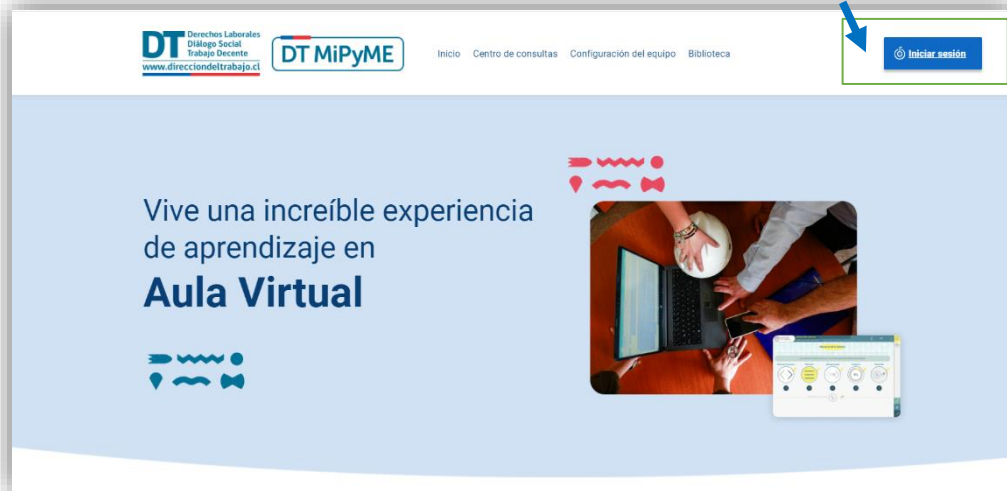 DT
Derechos Laborales
Diálogo Social
Trabajo Decente
www.direcciondeltrabajo.cl
DT MiPyME
Inicio Centro de consultas Configuración del equipo Biblioteca
Iniciar sesión
Vive una increíble experiencia
de aprendizaje en
Aula Virtual